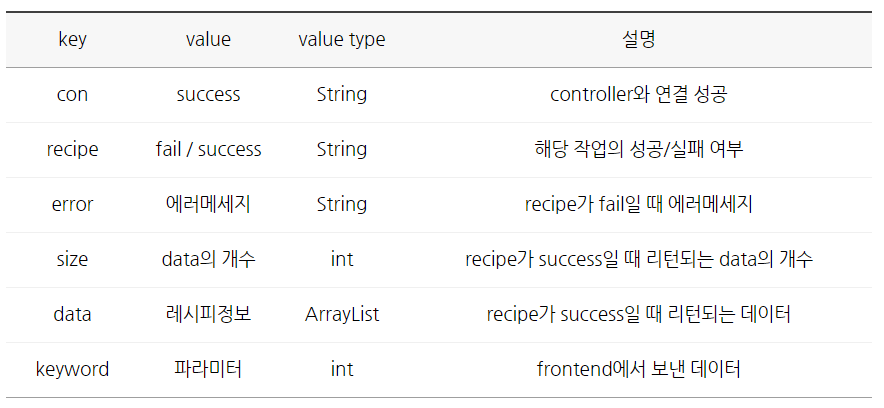 key value value type 설명
con success String controller와 연결 성공
recipe fail / success String 해당 작업의 성공/실패 여부
error 에러메세지 String recipe가 fail일 때 에러메세지
size data의 개수 int recipe가 success일 때 리턴되는 data의 개수
data 레시피정보 ArrayList recipe가 success일 때 리턴되는 데이터
keyword 파라미터 int frontend에서 보낸 데이터